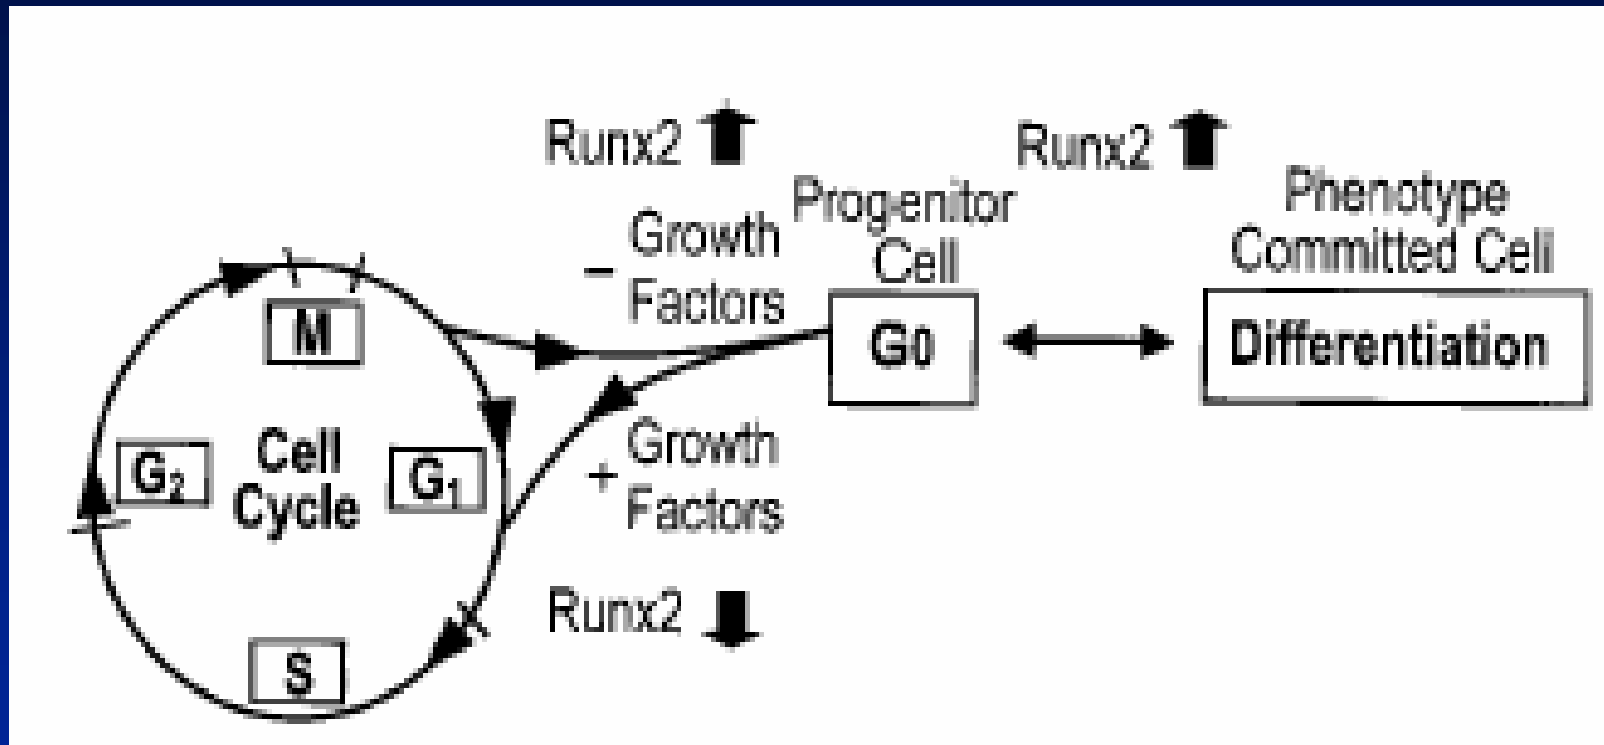 Runx2
Runx2
Progenitor
Cell
Phenotype
Committed Cell
− Growth
Factors
M
G0
Differentiation
G₂
Cell
Cycle
G₁
+ Growth
Factors
Runx2
S